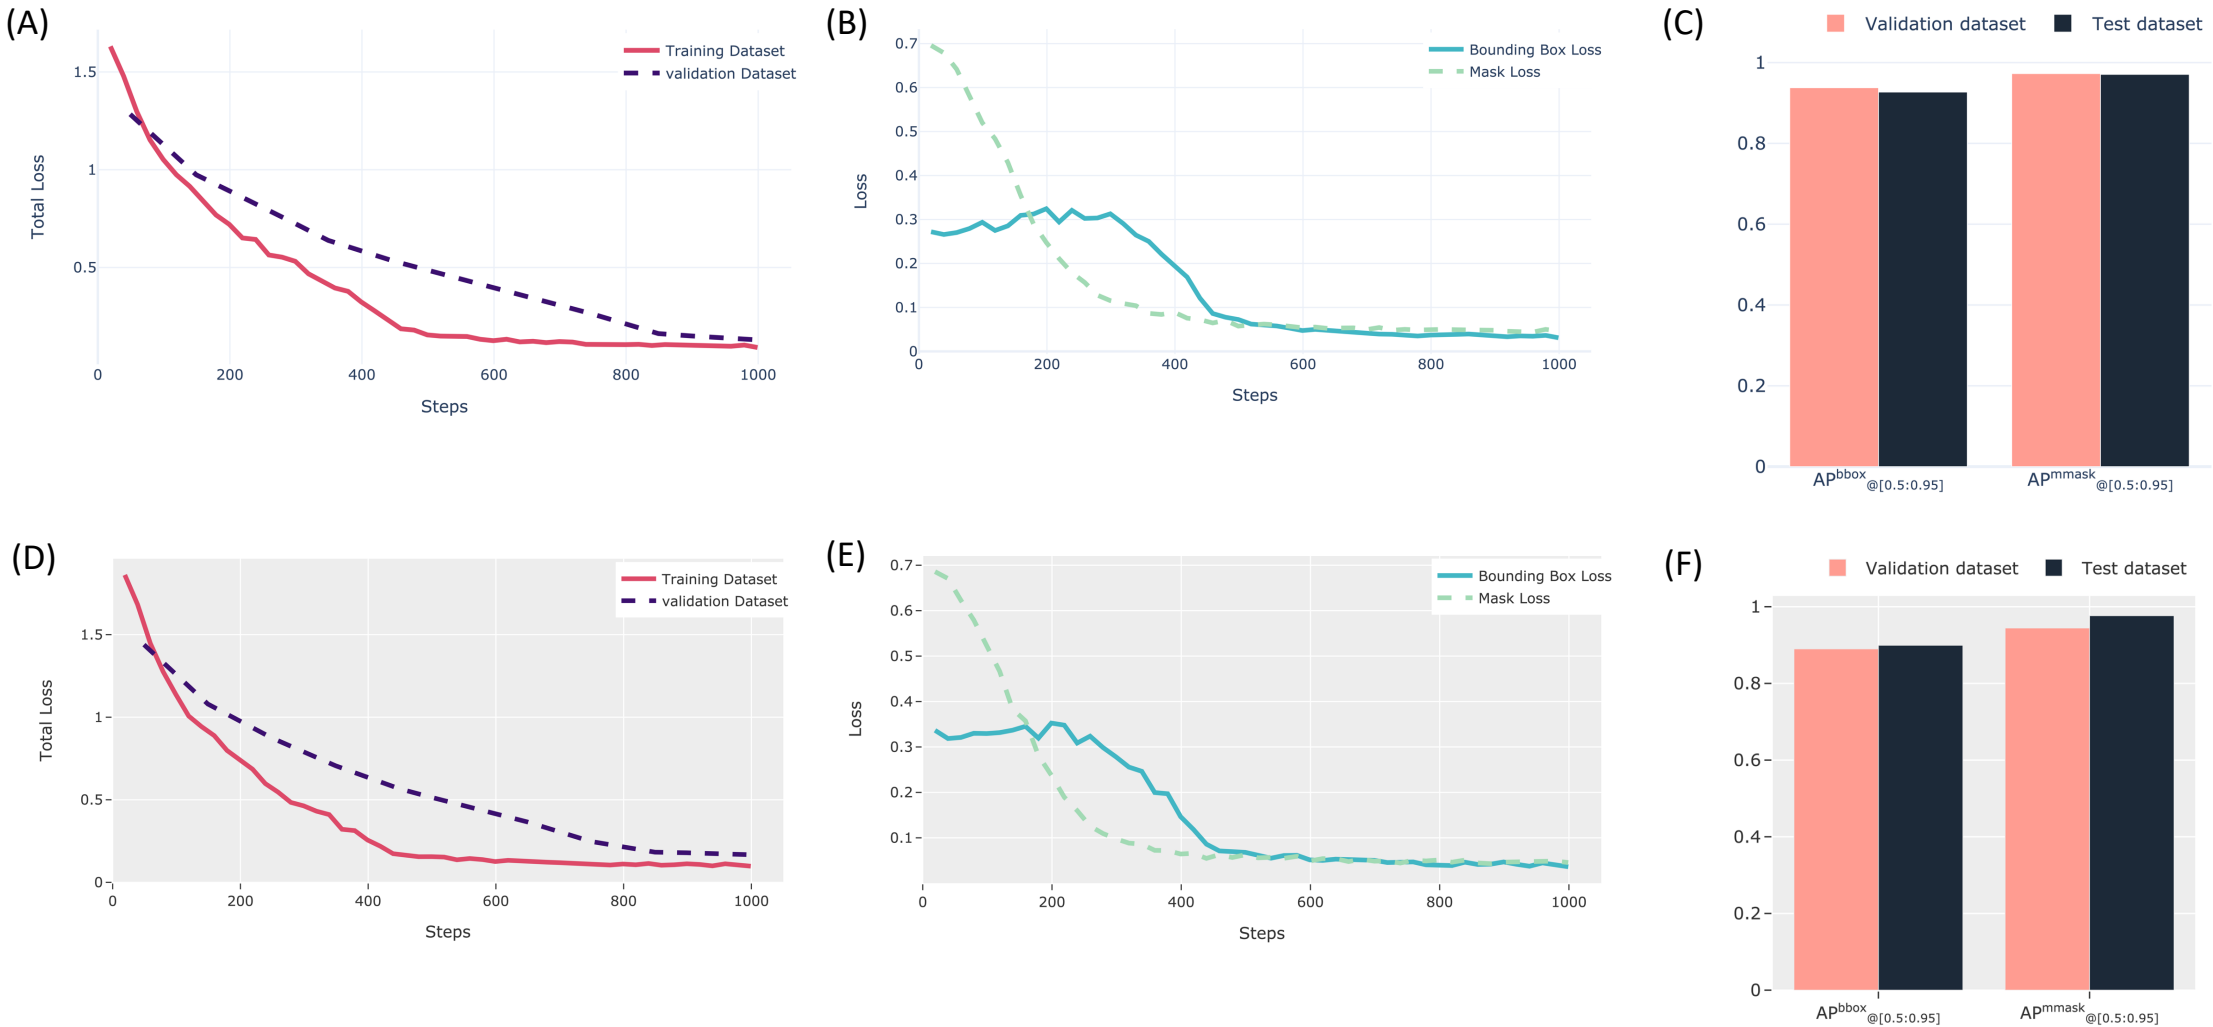 (A)
Training Dataset
validation Dataset
1.5
1
0.5
Total Loss
0
200
400
600
800
1000
Steps
(B)
Bounding Box Loss
Mask Loss
0.7
0.6
0.5
0.4
0.3
0.2
0.1
0
Loss
0
200
400
600
800
1000
Steps
(C)
Validation dataset
Test dataset
1
0.8
0.6
0.4
0.2
0
APbbox@[0.5:0.95]
APmmask@[0.5:0.95]
(D)
Training Dataset
validation Dataset
1.5
1
0.5
0
Total Loss
0
200
400
600
800
1000
Steps
(E)
Bounding Box Loss
Mask Loss
0.7
0.6
0.5
0.4
0.3
0.2
0.1
Loss
0
200
400
600
800
1000
Steps
(F)
Validation dataset
Test dataset
1
0.8
0.6
0.4
0.2
0
APbbox@[0.5:0.95]
APmmask@[0.5:0.95]